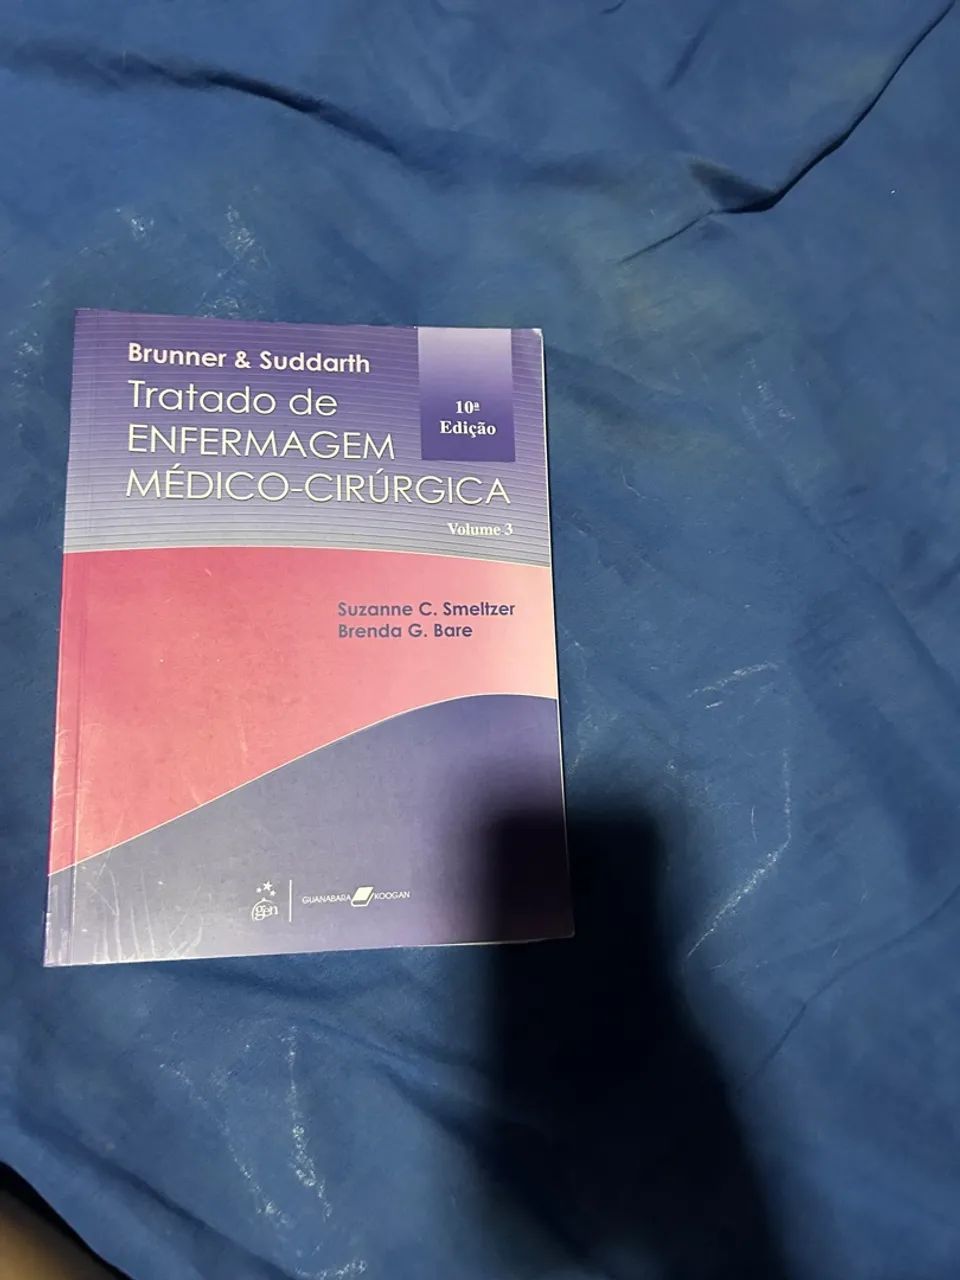 Brunner & Suddarth
Tratado de
ENFERMAGEM
MÉDICO-CIRÚRGICA
10ª
Edição
Volume 3
Suzanne C. Smeltzer
Brenda G. Bare
gen
GUANABARA KOOGAN